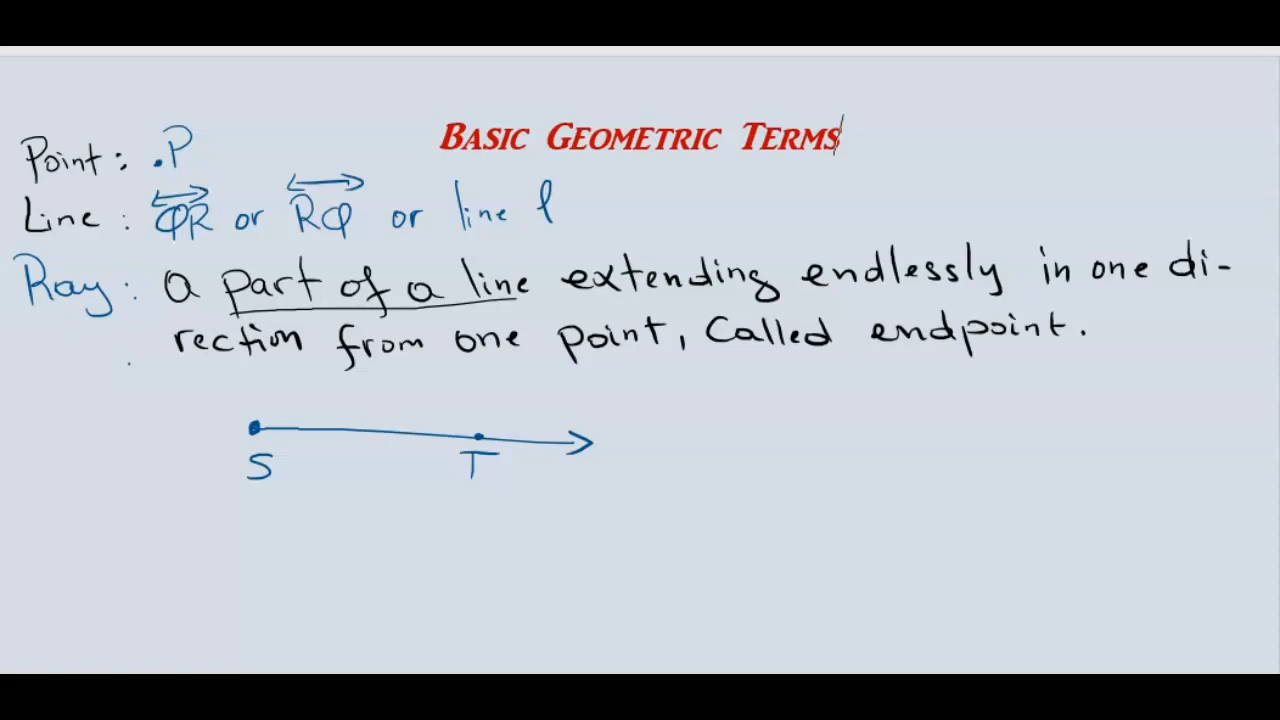 BASIC GEOMETRIC TERMS
Point: .P
Line: QR or RQ or line l
Ray: a part of a line extending endlessly in one di-
rection from one point, called endpoint.
S T